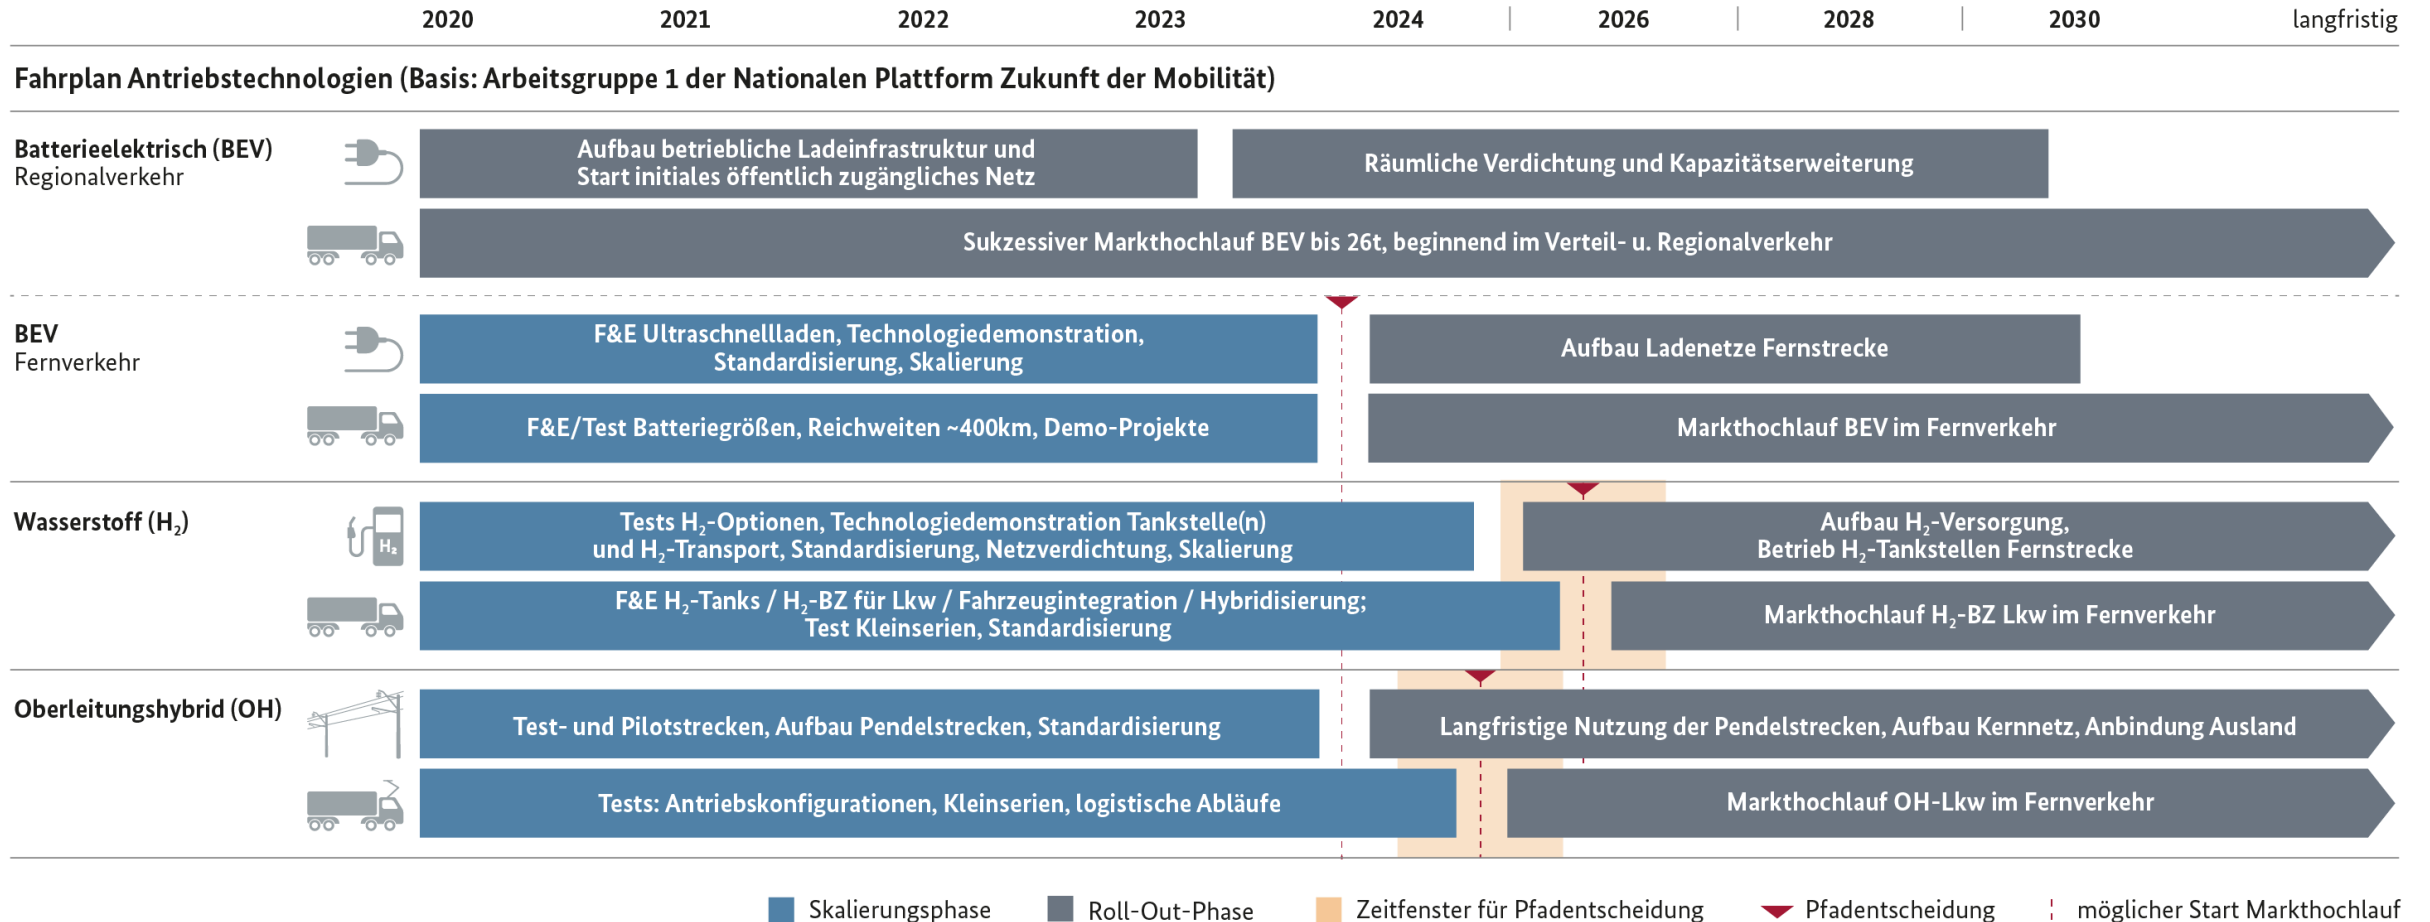 2020 2021 2022 2023 2024 2026 2028 2030 langfristig
Fahrplan Antriebstechnologien (Basis: Arbeitsgruppe 1 der Nationalen Plattform Zukunft der Mobilität)
Batterieelektrisch (BEV)
Regionalverkehr
Aufbau betriebliche Ladeinfrastruktur und
Start initiales öffentlich zugängliches Netz
Räumliche Verdichtung und Kapazitätserweiterung
Sukzessiver Markthochlauf BEV bis 26t, beginnend im Verteil- u. Regionalverkehr
BEV
Fernverkehr
F&E Ultraschnellladen, Technologiedemonstration,
Standardisierung, Skalierung
Aufbau Ladenetze Fernstrecke
F&E/Test Batteriegrößen, Reichweiten ~400km, Demo-Projekte
Markthochlauf BEV im Fernverkehr
Wasserstoff (H₂)
H₂
Tests H₂-Optionen, Technologiedemonstration Tankstelle(n)
und H₂-Transport, Standardisierung, Netzverdichtung, Skalierung
Aufbau H₂-Versorgung,
Betrieb H₂-Tankstellen Fernstrecke
F&E H₂-Tanks / H₂-BZ für Lkw / Fahrzeugintegration / Hybridisierung;
Test Kleinserien, Standardisierung
Markthochlauf H₂-BZ Lkw im Fernverkehr
Oberleitungshybrid (OH)
Test- und Pilotstrecken, Aufbau Pendelstrecken, Standardisierung
Langfristige Nutzung der Pendelstrecken, Aufbau Kernnetz, Anbindung Ausland
Tests: Antriebskonfigurationen, Kleinserien, logistische Abläufe
Markthochlauf OH-Lkw im Fernverkehr
Skalierungsphase
Roll-Out-Phase
Zeitfenster für Pfadentscheidung
Pfadentscheidung
möglicher Start Markthochlauf